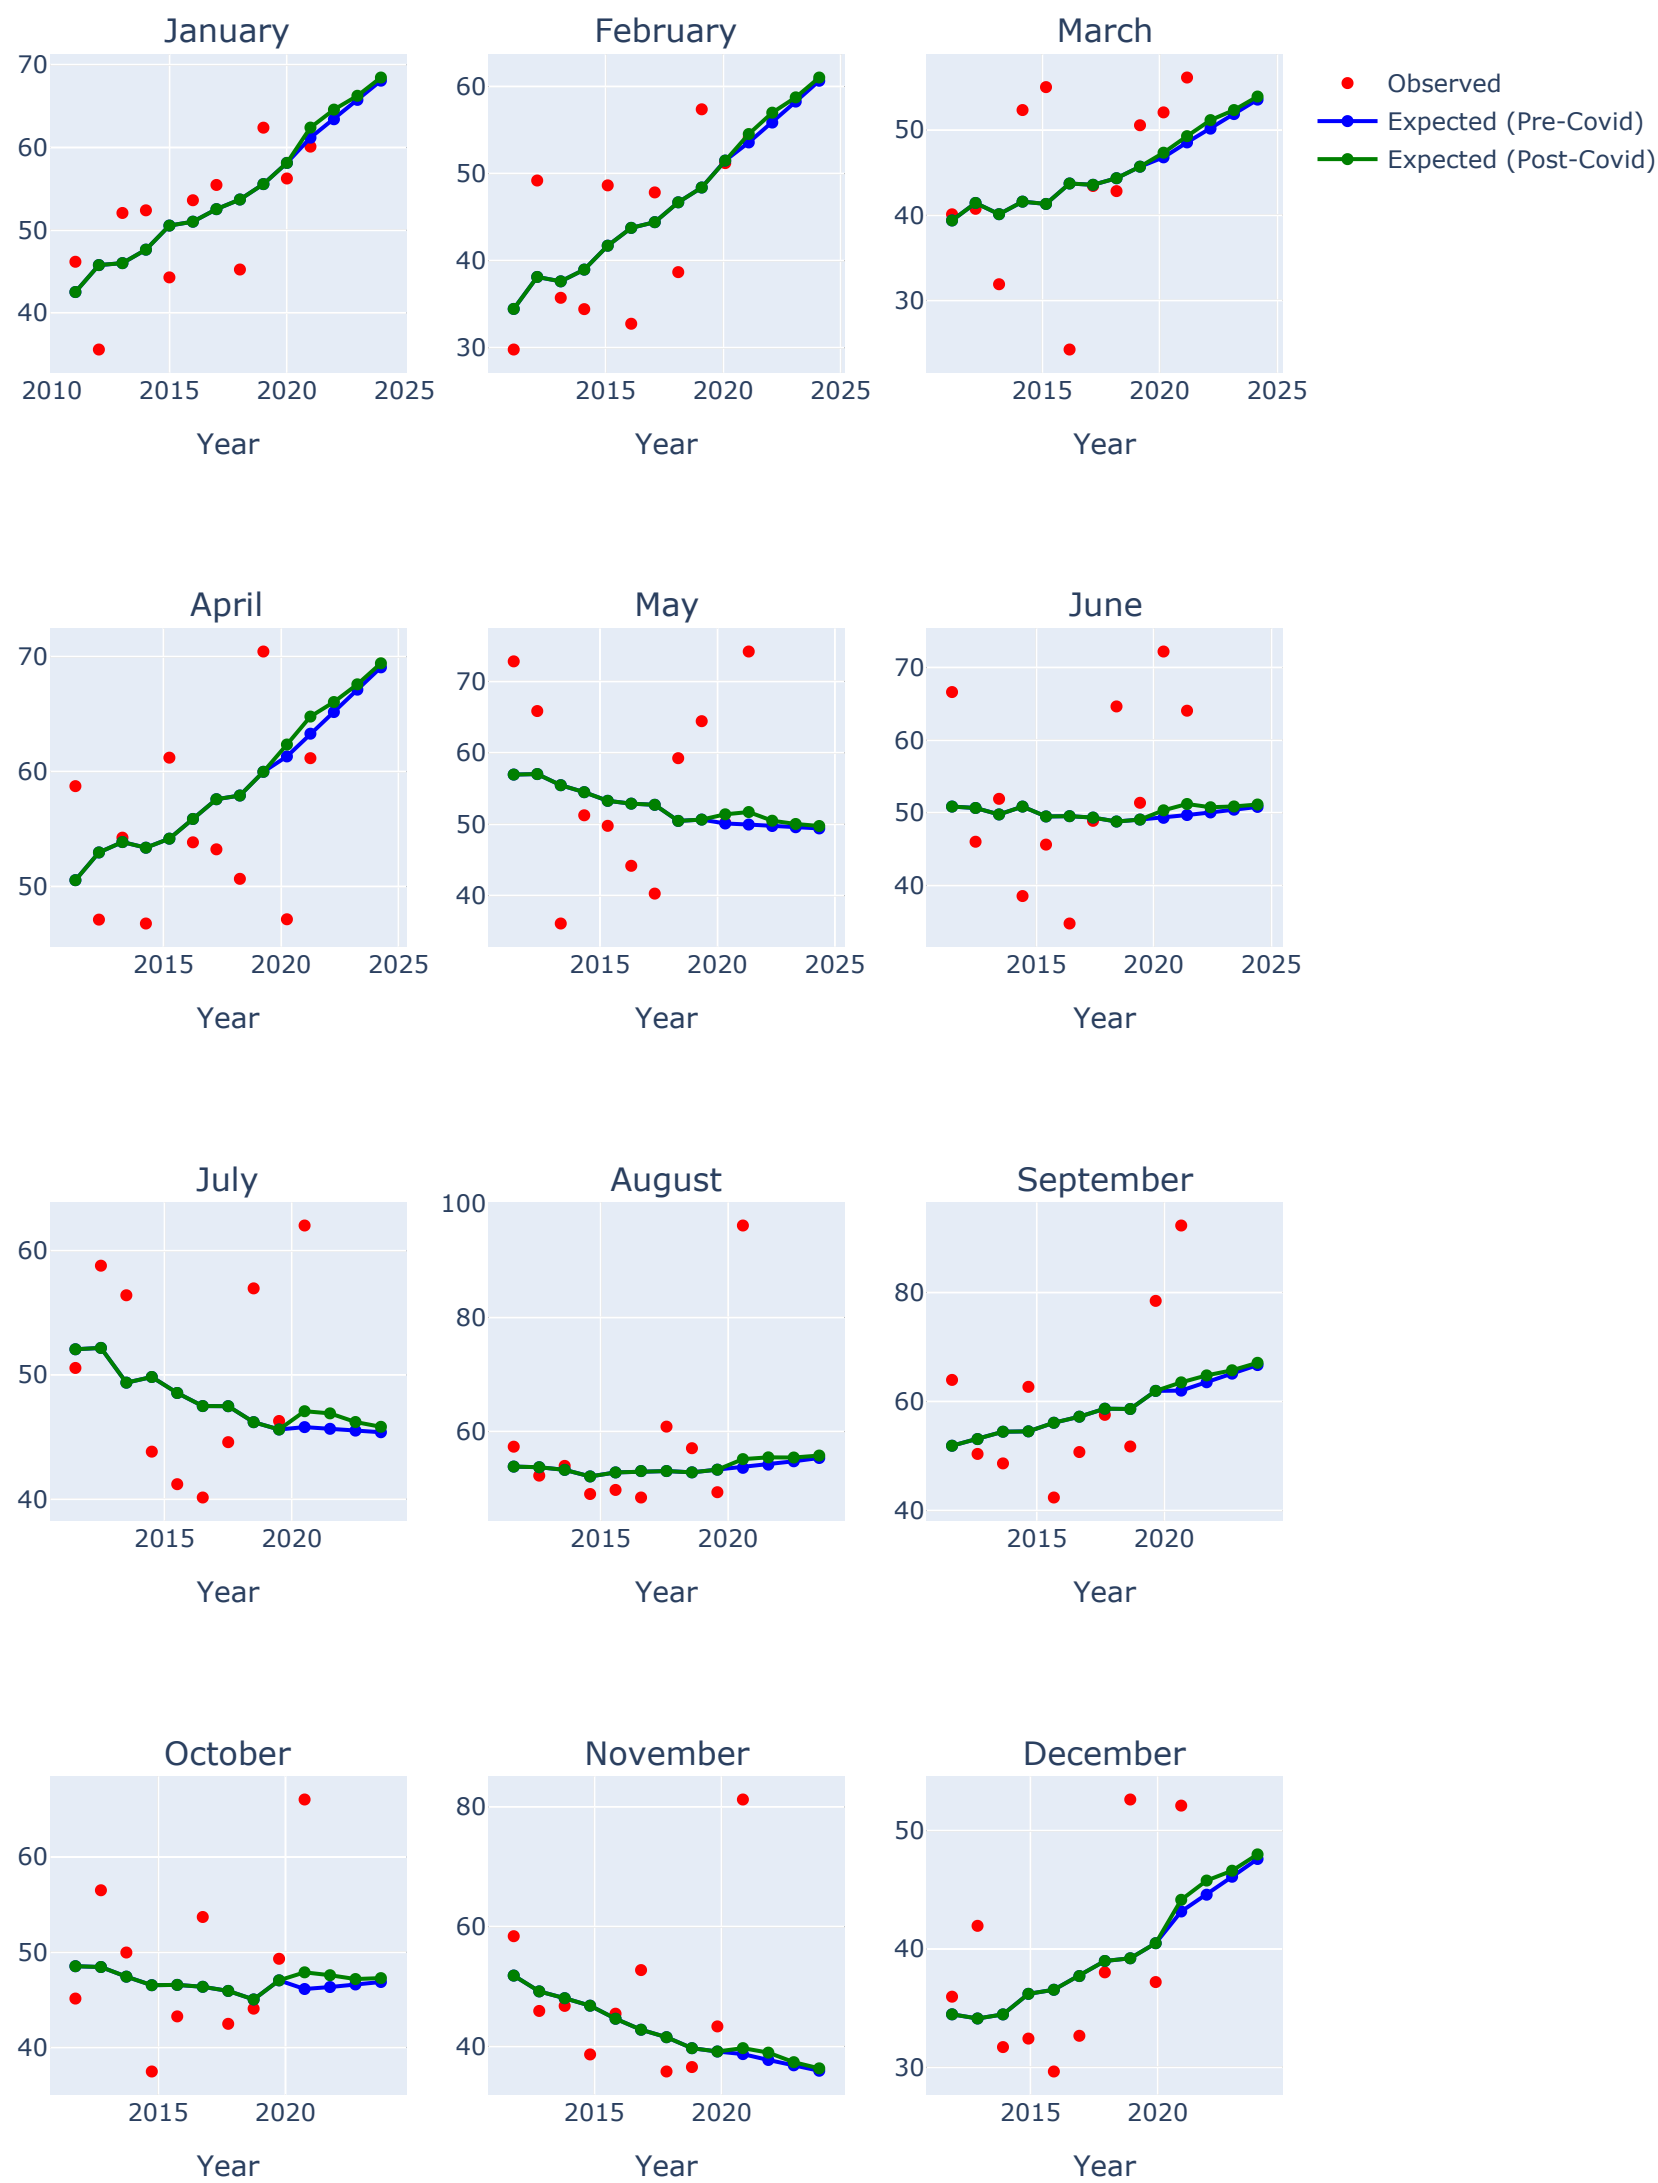 January February March
70
60
50
40
2010 2015 2020 2025
Year
60
50
40
30
2015 2020 2025
Year
50
40
30
2015 2020 2025
Year
Observed
Expected (Pre-Covid)
Expected (Post-Covid)
April May June
70
60
50
2015 2020 2025
Year
70
60
50
40
2015 2020 2025
Year
70
60
50
40
2015 2020 2025
Year
July August September
60
50
40
2015 2020
Year
100
80
60
2015 2020
Year
80
60
40
2015 2020
Year
October November December
60
50
40
2015 2020
Year
80
60
40
2015 2020
Year
50
40
30
2015 2020
Year